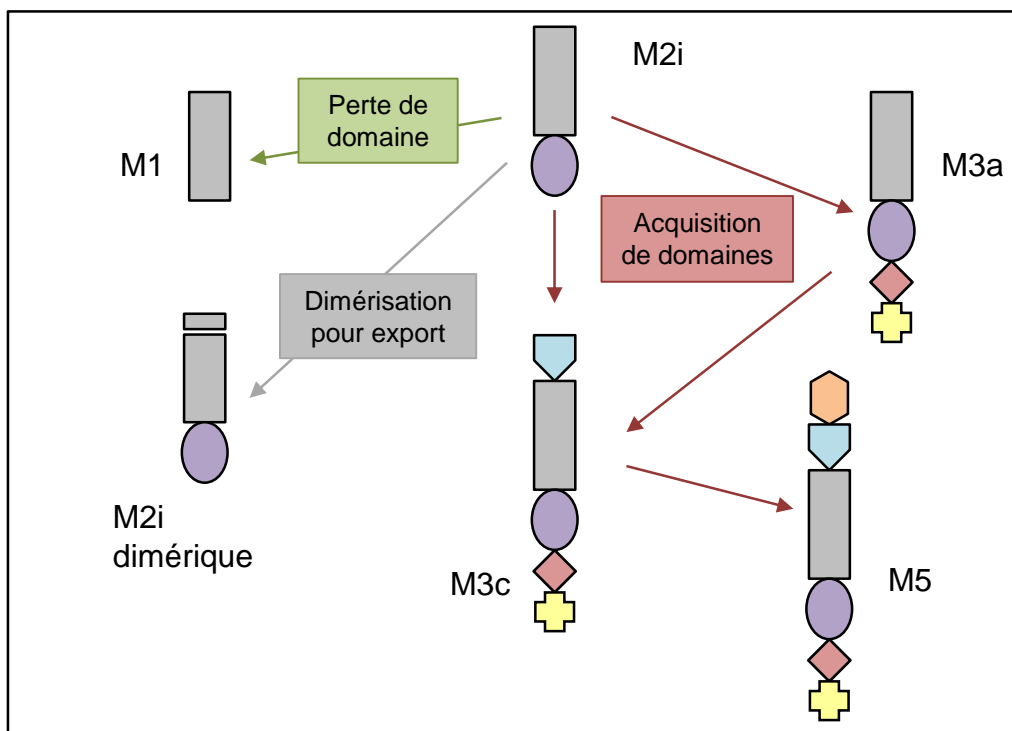 M2i
Perte de
domaine
M1
M3a
Acquisition
de domaines
Dimérisation
pour export
M2i
dimérique
M3c
M5